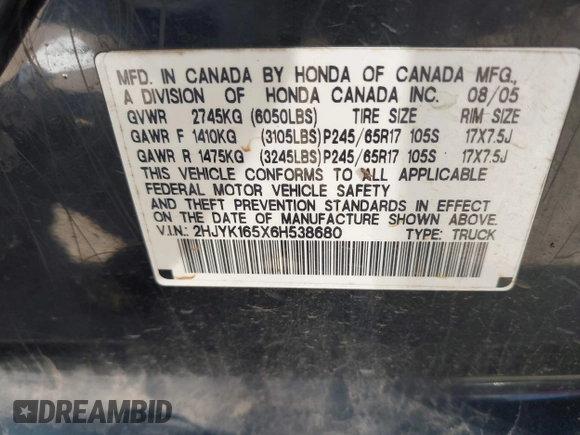 MFD. IN CANADA BY HONDA OF CANADA MFG.,
A DIVISION OF HONDA CANADA INC. 08/05
GVWR 2745KG (6050LBS) TIRE SIZE RIM SIZE
GAWR F 1410KG (3105LBS) P245/65R17 105S 17X7.5J
GAWR R 1475KG (3245LBS) P245/65R17 105S 17X7.5J
THIS VEHICLE CONFORMS TO ALL APPLICABLE
FEDERAL MOTOR VEHICLE SAFETY
AND THEFT PREVENTION STANDARDS IN EFFECT
ON THE DATE OF MANUFACTURE SHOWN ABOVE.
V.I.N.: 2HJYK165X6H538680 TYPE: TRUCK
DREAMBID